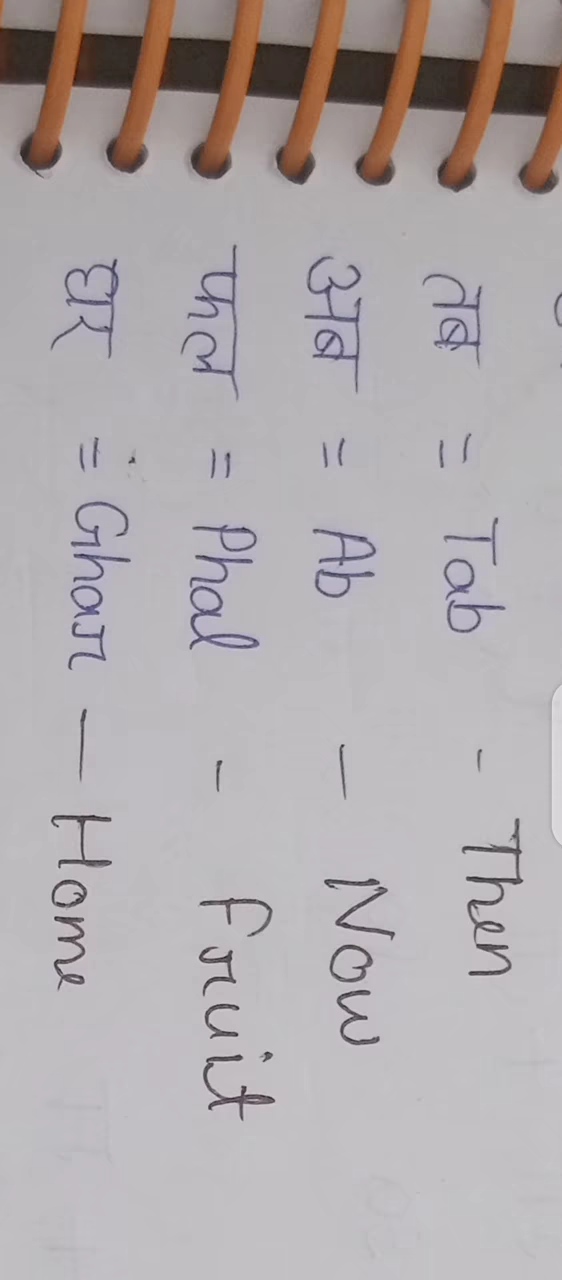 तब = Tab - Then
अब = Ab - Now
फल = Phal - Fruit
घर = Ghar - Home